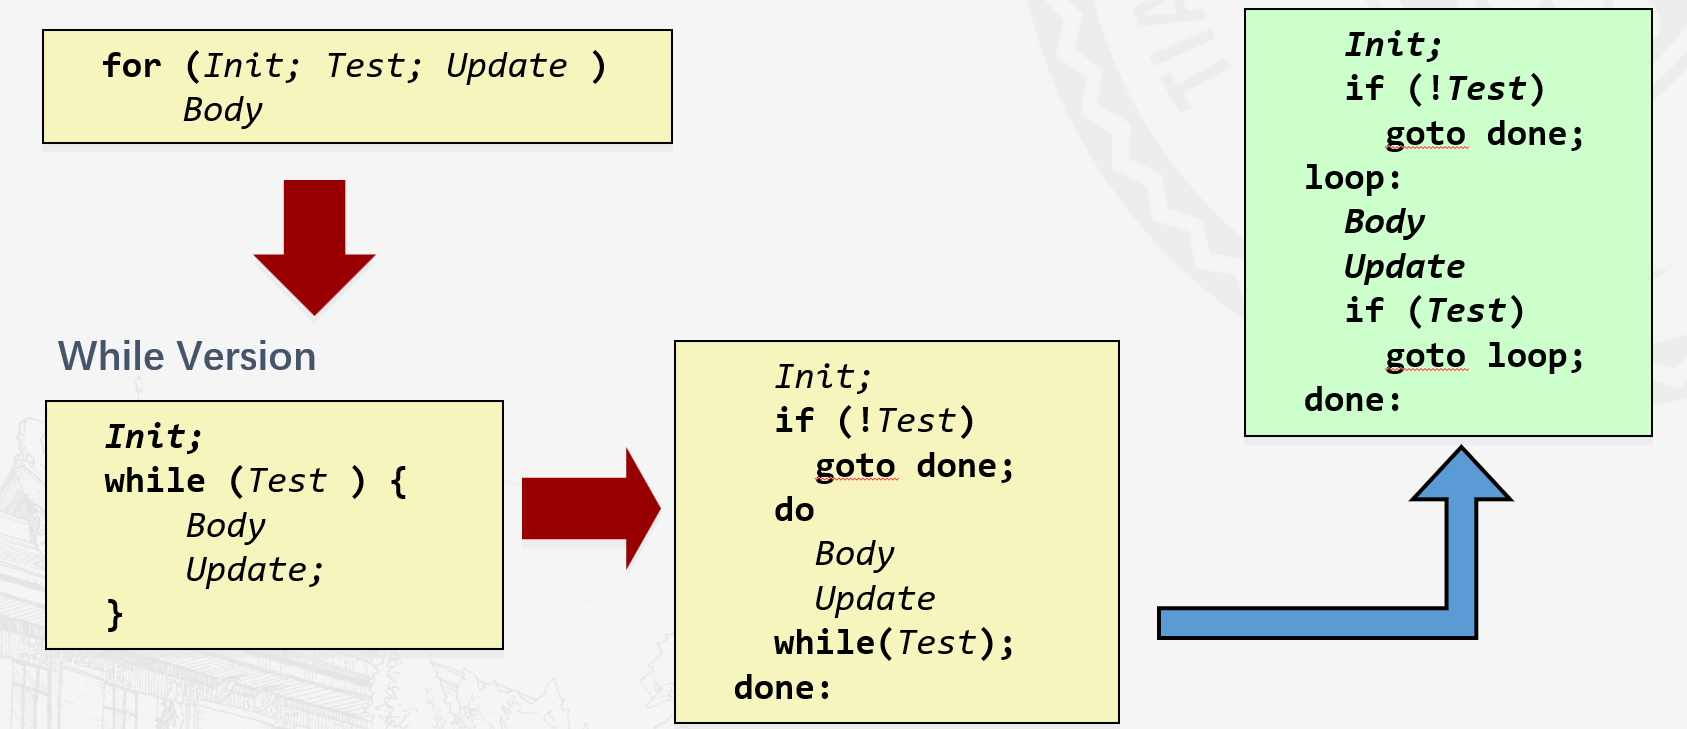 for (Init; Test; Update )
Body
While Version
Init;
while (Test ) {
Body
Update;
}
Init;
if (!Test)
goto done;
do
Body
Update
while(Test);
done:
Init;
if (!Test)
goto done;
loop:
Body
Update
if (Test)
goto loop;
done: